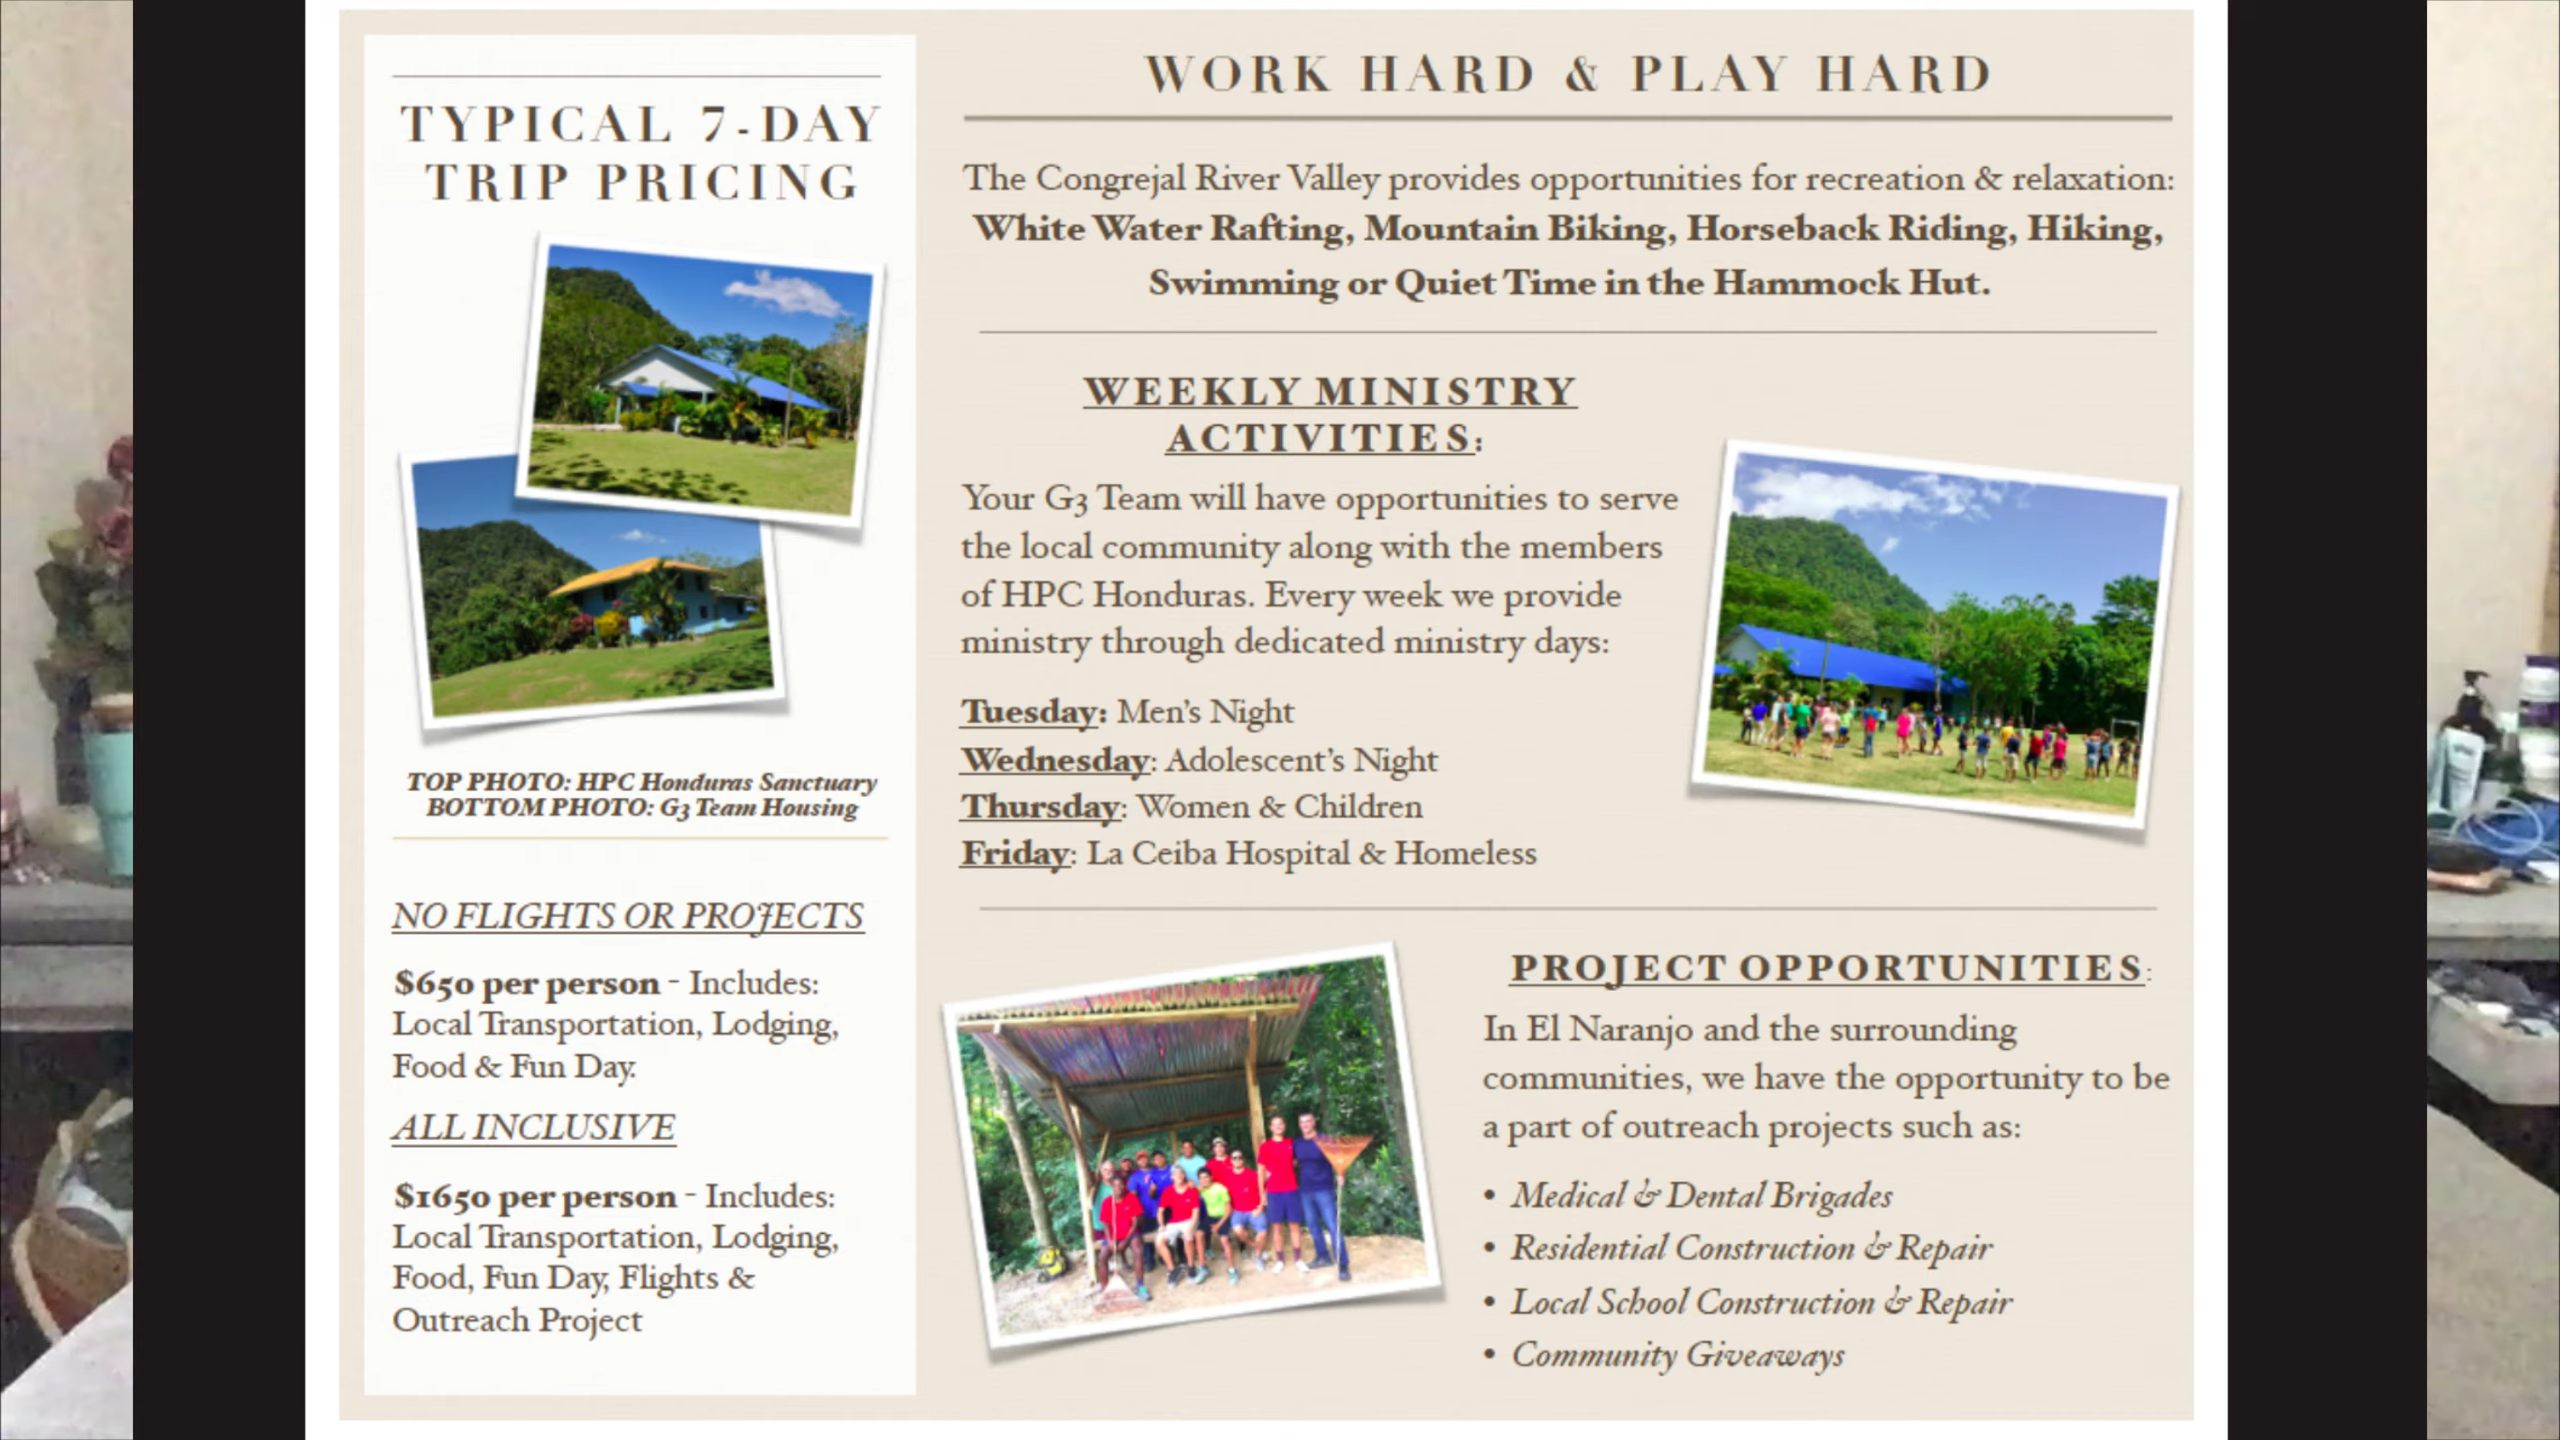 TYPICAL 7-DAY
TRIP PRICING
TOP PHOTO: HPC Honduras Sanctuary
BOTTOM PHOTO: G3 Team Housing
NO FLIGHTS OR PROJECTS
$650 per person - Includes:
Local Transportation, Lodging,
Food & Fun Day.
ALL INCLUSIVE
$1650 per person - Includes:
Local Transportation, Lodging,
Food, Fun Day, Flights &
Outreach Project
WORK HARD & PLAY HARD
The Congrejal River Valley provides opportunities for recreation & relaxation:
White Water Rafting, Mountain Biking, Horseback Riding, Hiking,
Swimming or Quiet Time in the Hammock Hut.
WEEKLY MINISTRY
ACTIVITIES:
Your G3 Team will have opportunities to serve
the local community along with the members
of HPC Honduras. Every week we provide
ministry through dedicated ministry days:
Tuesday: Men's Night
Wednesday: Adolescent's Night
Thursday: Women & Children
Friday: La Ceiba Hospital & Homeless
PROJECT OPPORTUNITIES:
In El Naranjo and the surrounding
communities, we have the opportunity to be
a part of outreach projects such as:
• Medical & Dental Brigades
• Residential Construction & Repair
• Local School Construction & Repair
• Community Giveaways